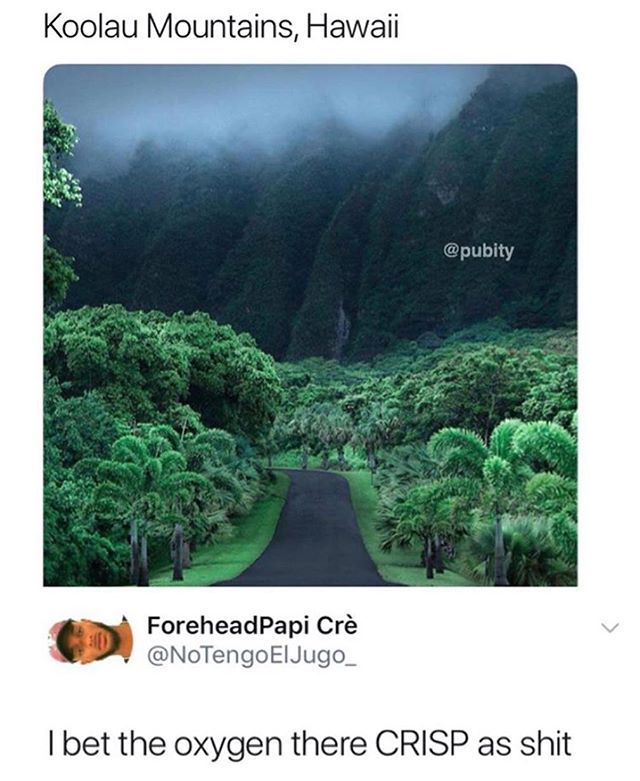 Koolau Mountains, Hawaii
@pubity
ForeheadPapi Crè
@NoTengoElJugo_
I bet the oxygen there CRISP as shit